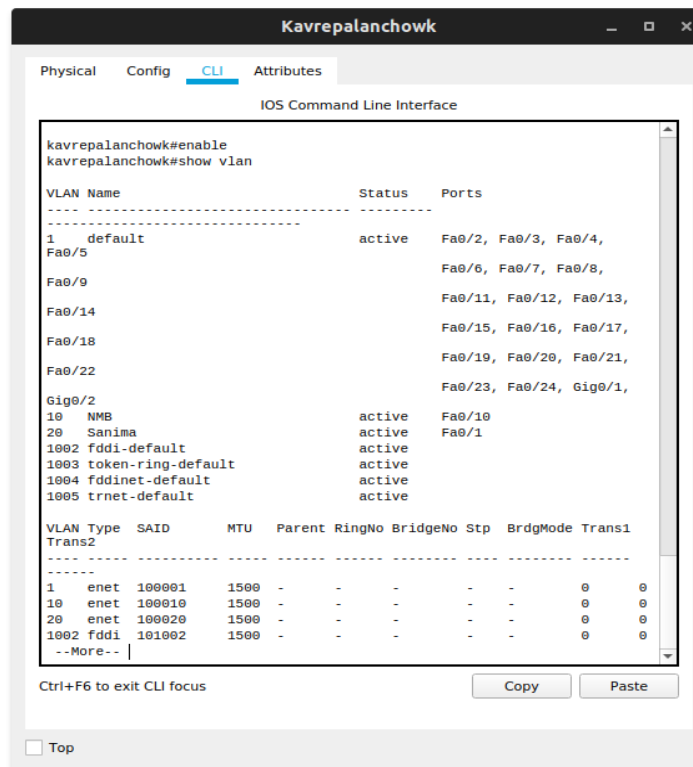 Kavrepalanchowk
Physical Config CLI Attributes
IOS Command Line Interface
kavrepalanchowk#enable
kavrepalanchowk#show vlan
VLAN Name Status Ports
---- -------------------------------- ---------
-------------------------------
1 default active Fa0/2, Fa0/3, Fa0/4,
Fa0/5
Fa0/6, Fa0/7, Fa0/8,
Fa0/9
Fa0/11, Fa0/12, Fa0/13,
Fa0/14
Fa0/15, Fa0/16, Fa0/17,
Fa0/18
Fa0/19, Fa0/20, Fa0/21,
Fa0/22
Fa0/23, Fa0/24, Gig0/1,
Gig0/2
10 NMB active Fa0/10
20 Sanima active Fa0/1
1002 fddi-default active
1003 token-ring-default active
1004 fddinet-default active
1005 trnet-default active
VLAN Type SAID MTU Parent RingNo BridgeNo Stp BrdgMode Trans1
Trans2
---- ----- ---------- ----- ------ ------ -------- ---- -------- ------
------
1 enet 100001 1500 - - - - - 0 0
10 enet 100010 1500 - - - - - 0 0
20 enet 100020 1500 - - - - - 0 0
1002 fddi 101002 1500 - - - - - 0 0
--More--
Ctrl+F6 to exit CLI focus Copy Paste
Top